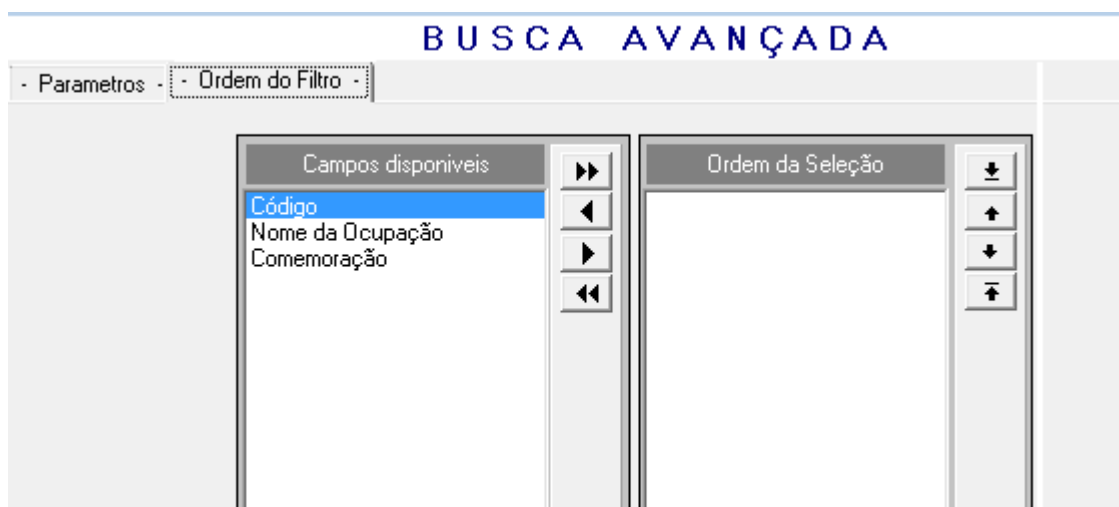 BUSCA AVANÇADA
- Parametros - - Ordem do Filtro -
Campos disponiveis
Código
Nome da Ocupação
Comemoração
Ordem da Seleção